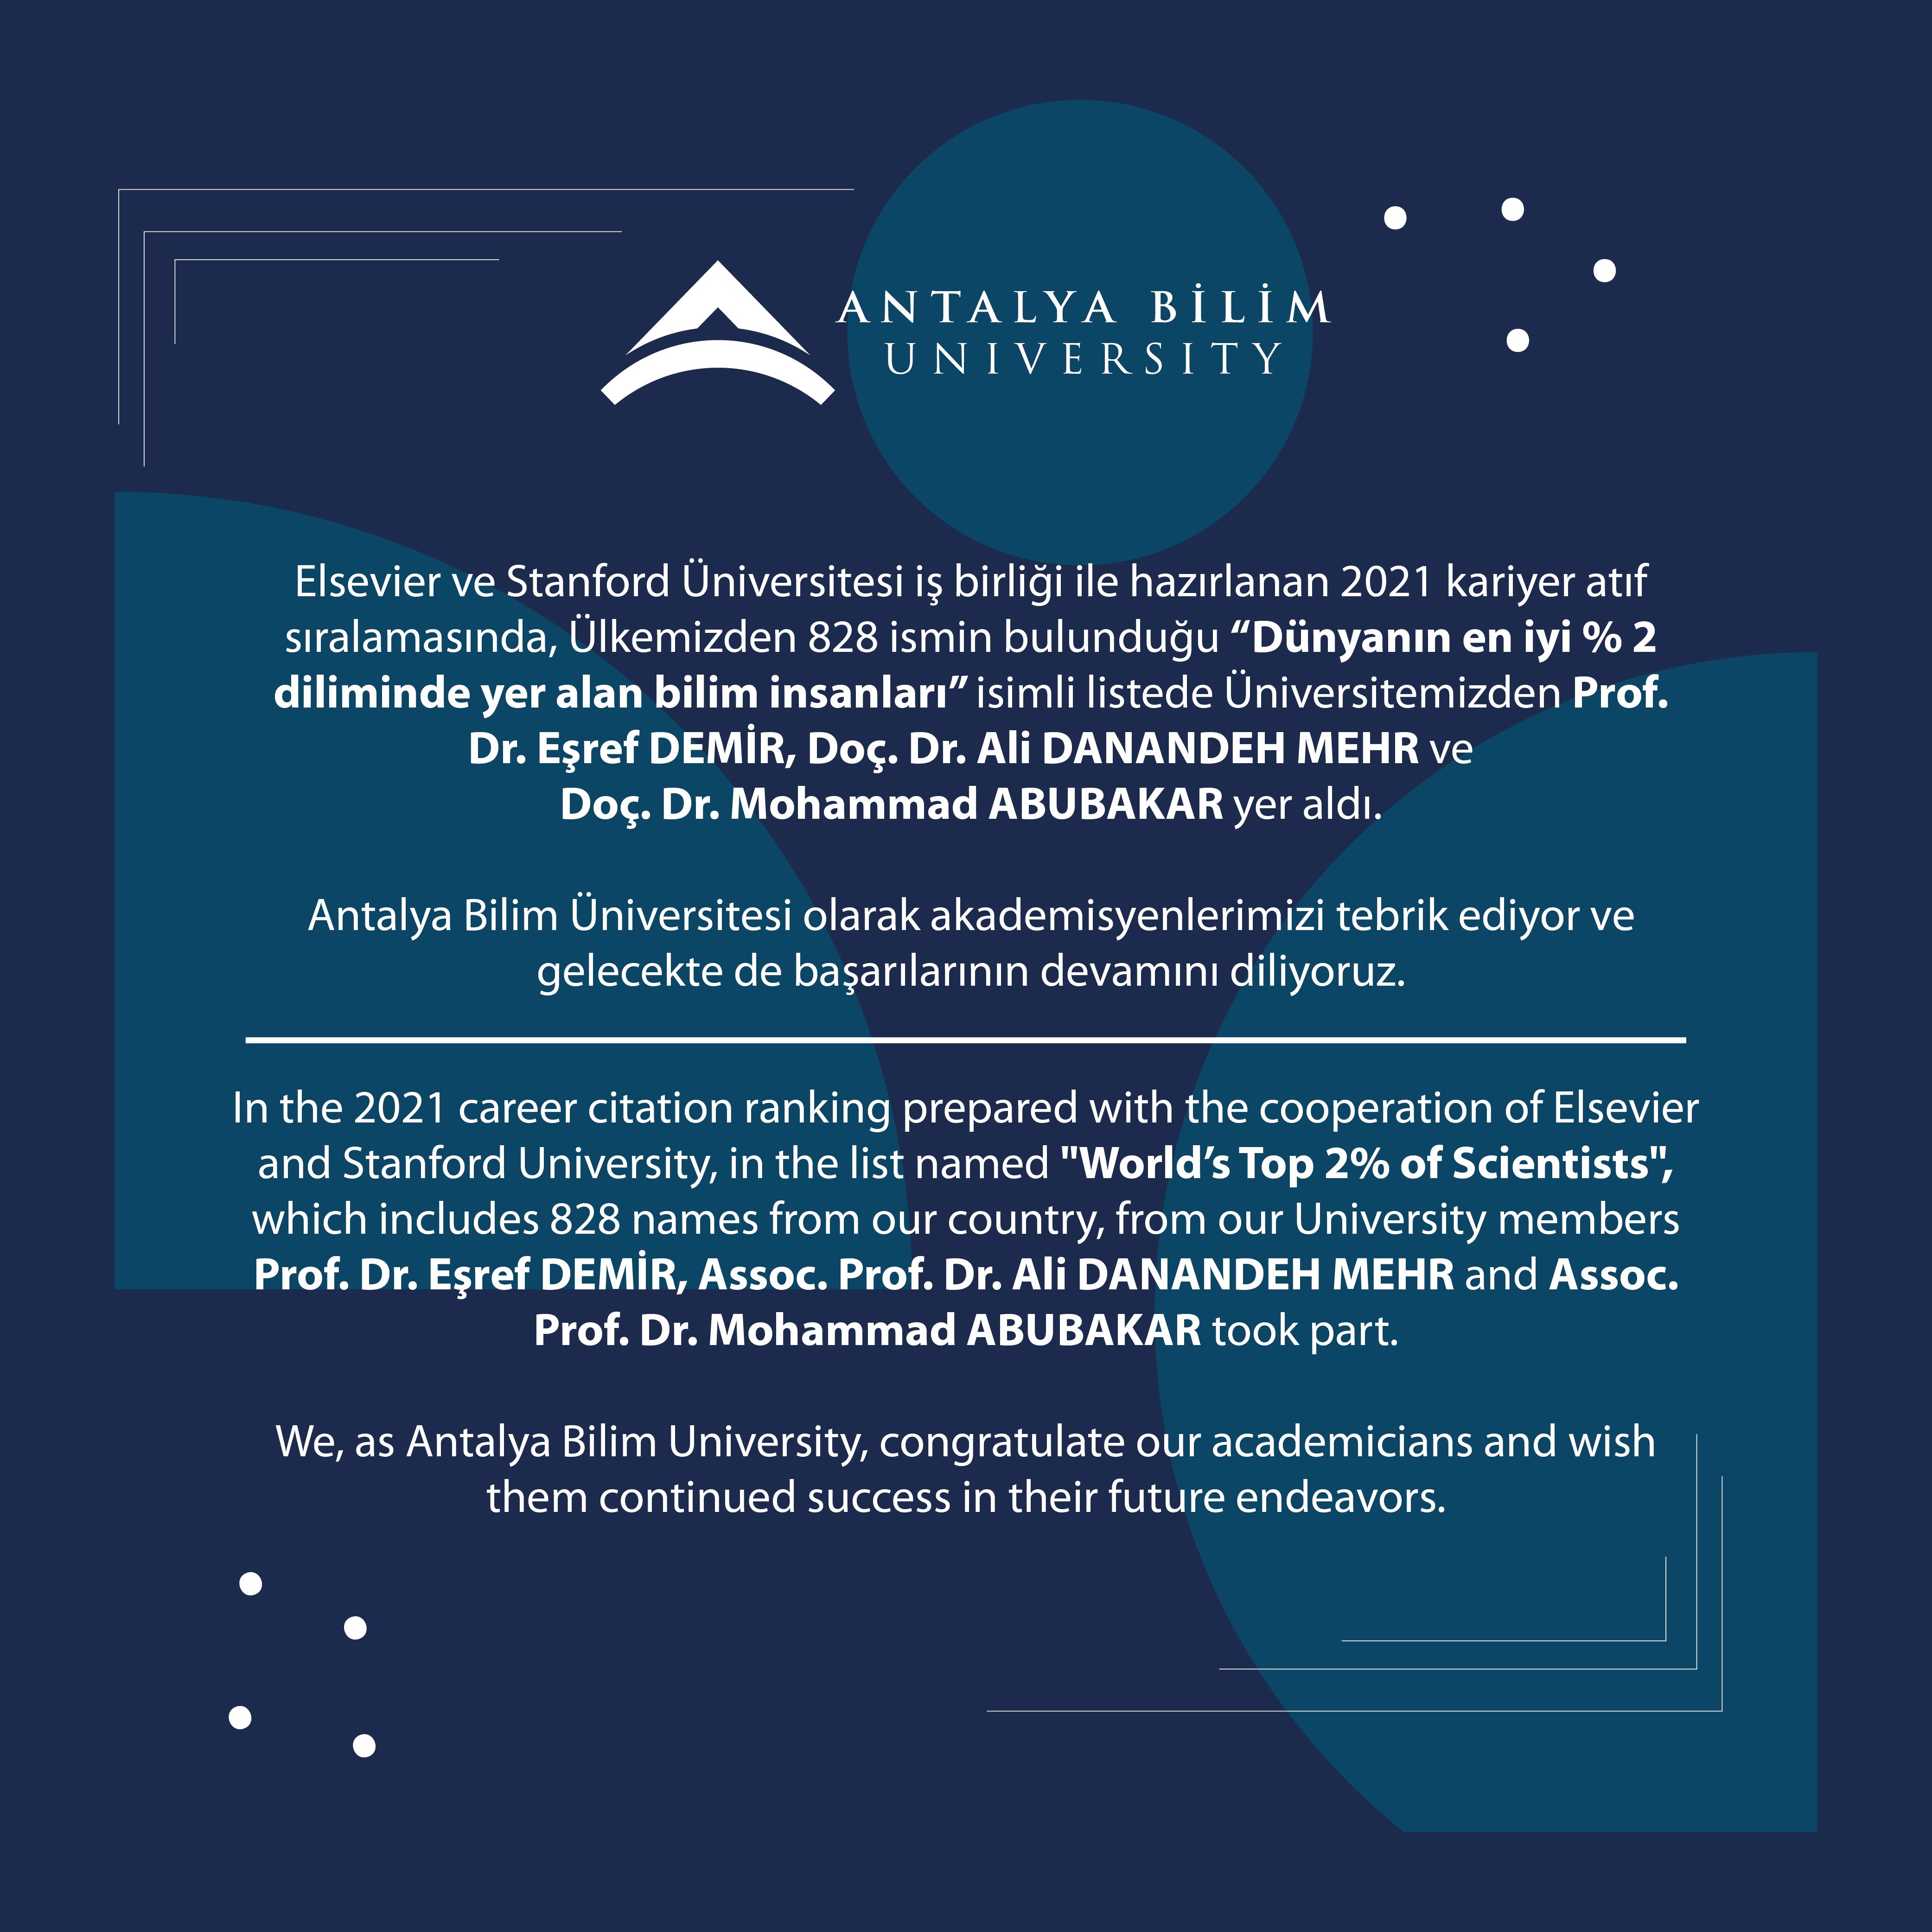 ANTALYA BİLİM
UNIVERSITY
Elsevier ve Stanford Üniversitesi iş birliği ile hazırlanan 2021 kariyer atıf
sıralamasında, Ülkemizden 828 ismin bulunduğu “Dünyanın en iyi % 2
diliminde yer alan bilim insanları” isimli listede Üniversitemizden Prof.
Dr. Eşref DEMİR, Doç. Dr. Ali DANANDEH MEHR ve
Doç. Dr. Mohammad ABUBAKAR yer aldı.
Antalya Bilim Üniversitesi olarak akademisyenlerimizi tebrik ediyor ve
gelecekte de başarılarının devamını diliyoruz.
In the 2021 career citation ranking prepared with the cooperation of Elsevier
and Stanford University, in the list named "World’s Top 2% of Scientists",
which includes 828 names from our country, from our University members
Prof. Dr. Eşref DEMİR, Assoc. Prof. Dr. Ali DANANDEH MEHR and Assoc.
Prof. Dr. Mohammad ABUBAKAR took part.
We, as Antalya Bilim University, congratulate our academicians and wish
them continued success in their future endeavors.